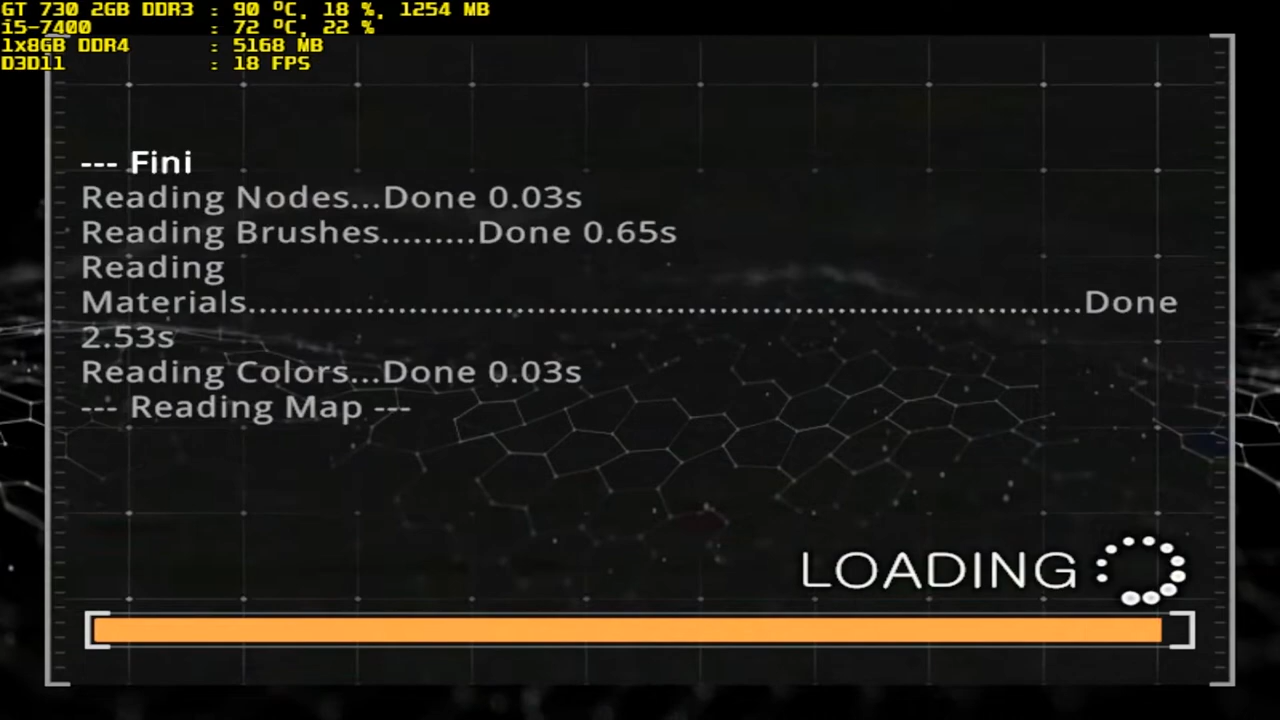 GT 730 2GB DDR3 : 90 ºC, 18 %, 1254 MB
i5-7400 : 72 ºC, 22 %
1x8GB DDR4 : 5168 MB
D3D11 : 18 FPS
--- Fini
Reading Nodes...Done 0.03s
Reading Brushes.........Done 0.65s
Reading
Materials..............................................................................Done
2.53s
Reading Colors...Done 0.03s
--- Reading Map ---
LOADING